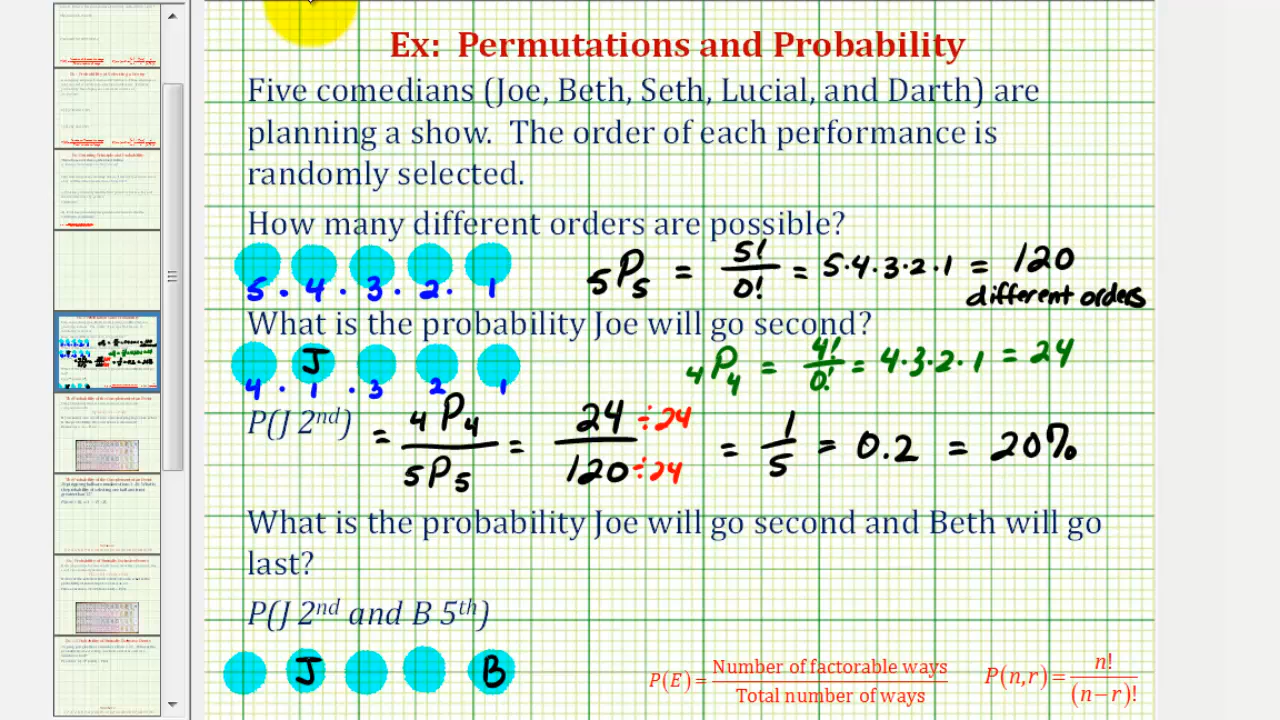 Ex: Permutations and Probability
Five comedians (Joe, Beth, Seth, Lucial, and Darth) are
planning a show. The order of each performance is
randomly selected.
How many different orders are possible?
5 · 4 · 3 · 2 · 1
₅P₅ = 5!/0! = 5·4·3·2·1 = 120
different orders
What is the probability Joe will go second?
J
4 · 1 · 3 2 1
₄P₄ = 4!/0! = 4·3·2·1 = 24
P(J 2ⁿᵈ) = ₄P₄/₅P₅ = 24÷24/120÷24 = 1/5 = 0.2 = 20%
What is the probability Joe will go second and Beth will go
last?
P(J 2ⁿᵈ and B 5ᵗʰ)
J B
P(E) = Number of factorable ways/Total number of ways
P(n,r) = n!/(n−r)!